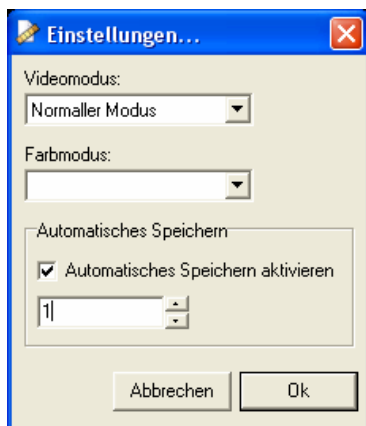 Einstellungen...
Videomodus:
Normaller Modus
Farbmodus:
Automatisches Speichern
Automatisches Speichern aktivieren
1
Abbrechen
Ok